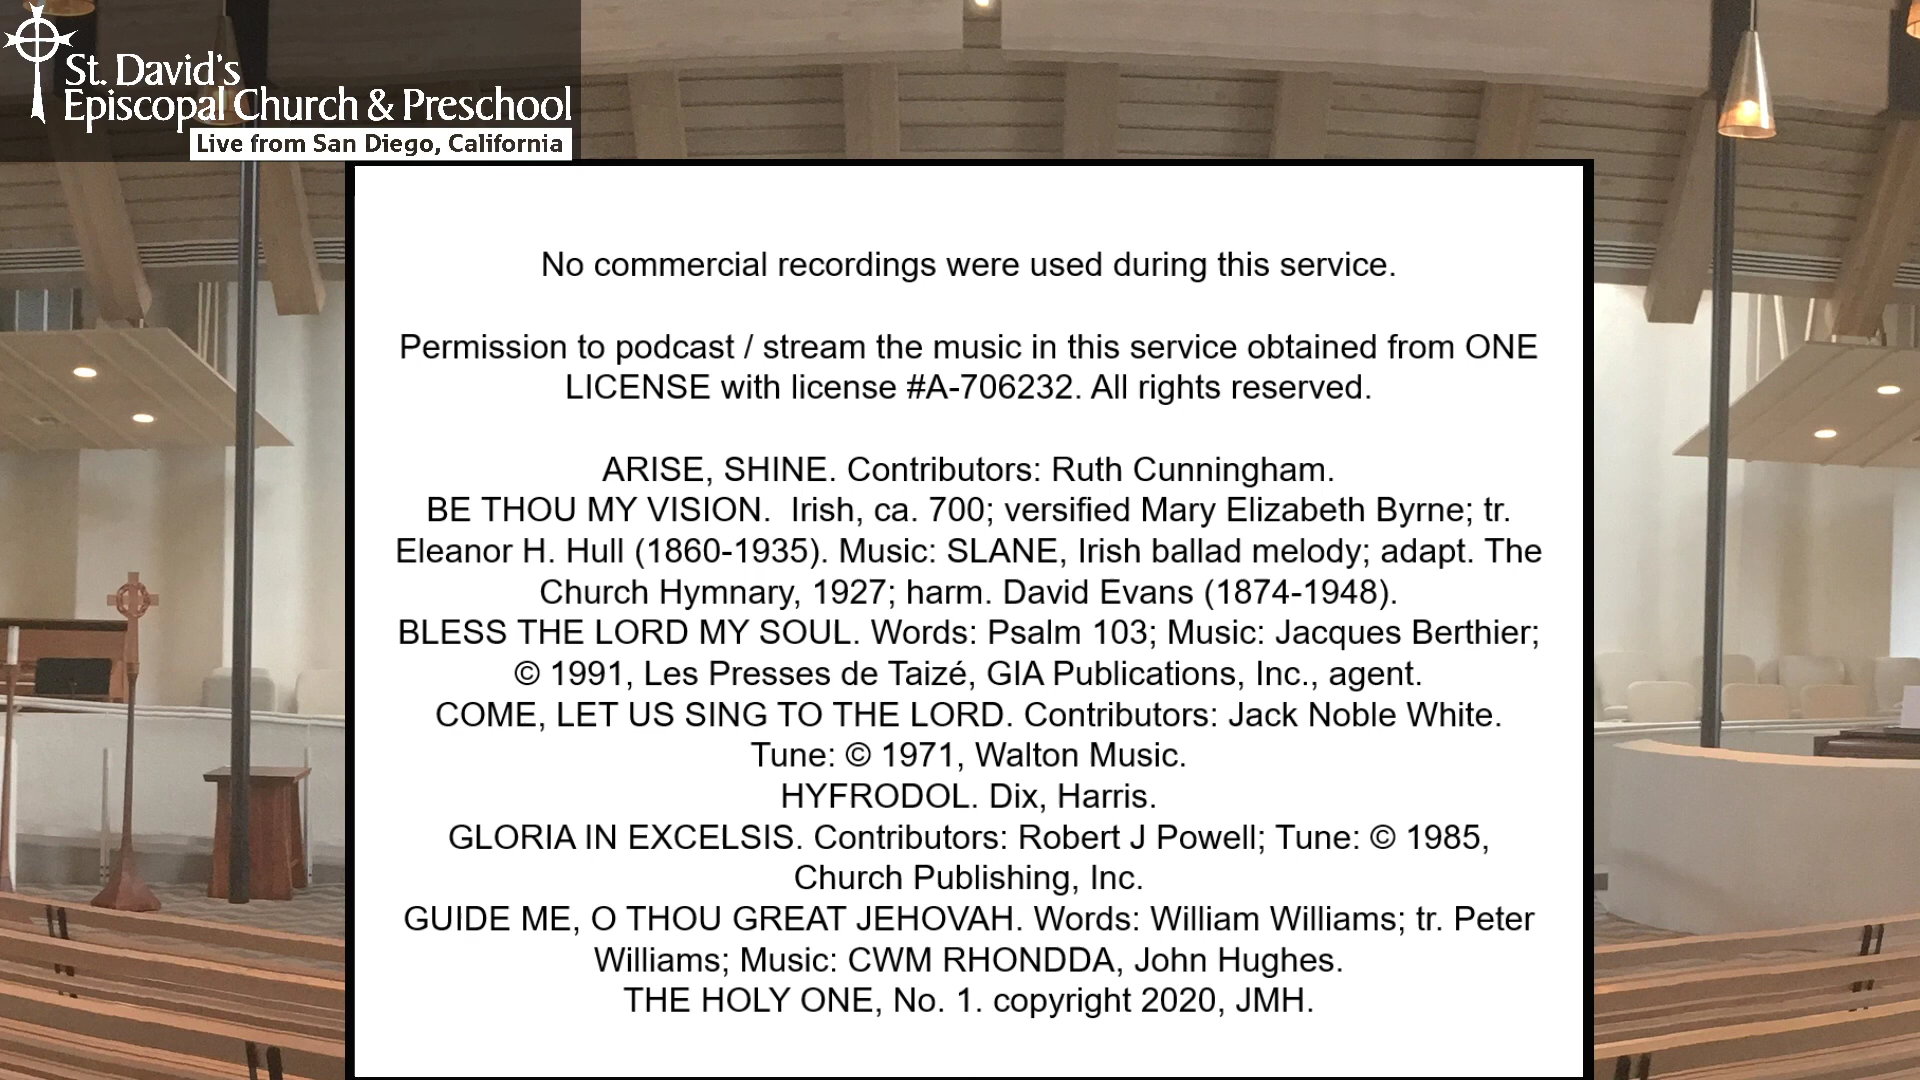 St. David's
Episcopal Church & Preschool
Live from San Diego, California
No commercial recordings were used during this service.
Permission to podcast / stream the music in this service obtained from ONE
LICENSE with license #A-706232. All rights reserved.
ARISE, SHINE. Contributors: Ruth Cunningham.
BE THOU MY VISION.  Irish, ca. 700; versified Mary Elizabeth Byrne; tr.
Eleanor H. Hull (1860-1935). Music: SLANE, Irish ballad melody; adapt. The
Church Hymnary, 1927; harm. David Evans (1874-1948).
BLESS THE LORD MY SOUL. Words: Psalm 103; Music: Jacques Berthier;
© 1991, Les Presses de Taizé, GIA Publications, Inc., agent.
COME, LET US SING TO THE LORD. Contributors: Jack Noble White.
Tune: © 1971, Walton Music.
HYFRODOL. Dix, Harris.
GLORIA IN EXCELSIS. Contributors: Robert J Powell; Tune: © 1985,
Church Publishing, Inc.
GUIDE ME, O THOU GREAT JEHOVAH. Words: William Williams; tr. Peter
Williams; Music: CWM RHONDDA, John Hughes.
THE HOLY ONE, No. 1. copyright 2020, JMH.